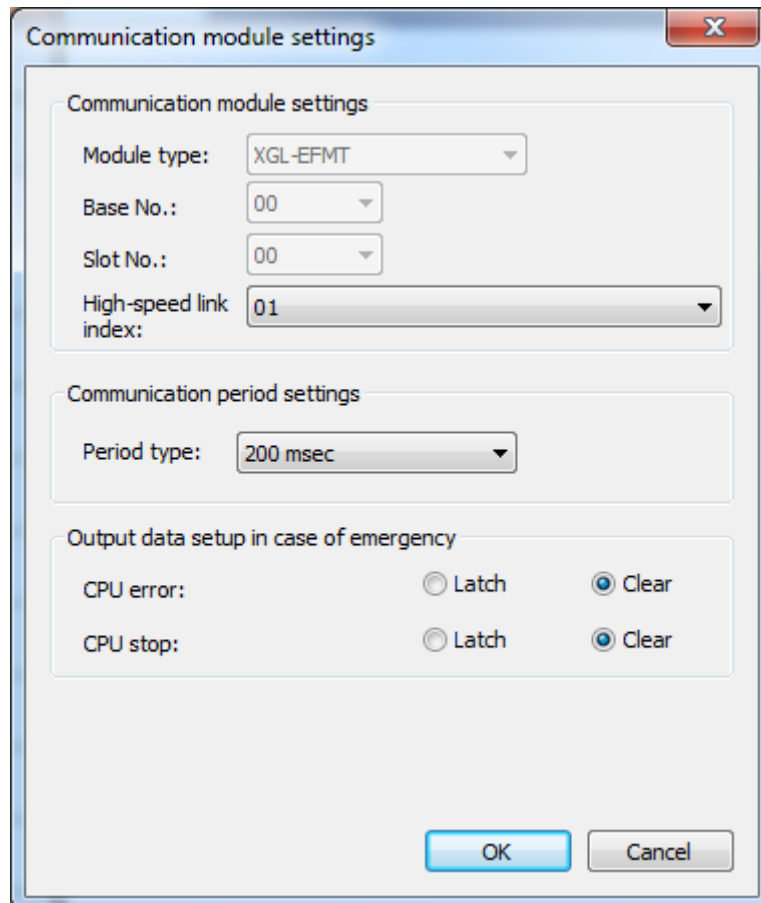 Communication module settings
Communication module settings
Module type: XGL-EFMT
Base No.: 00
Slot No.: 00
High-speed link
index: 01
Communication period settings
Period type: 200 msec
Output data setup in case of emergency
CPU error: Latch Clear
CPU stop: Latch Clear
OK Cancel